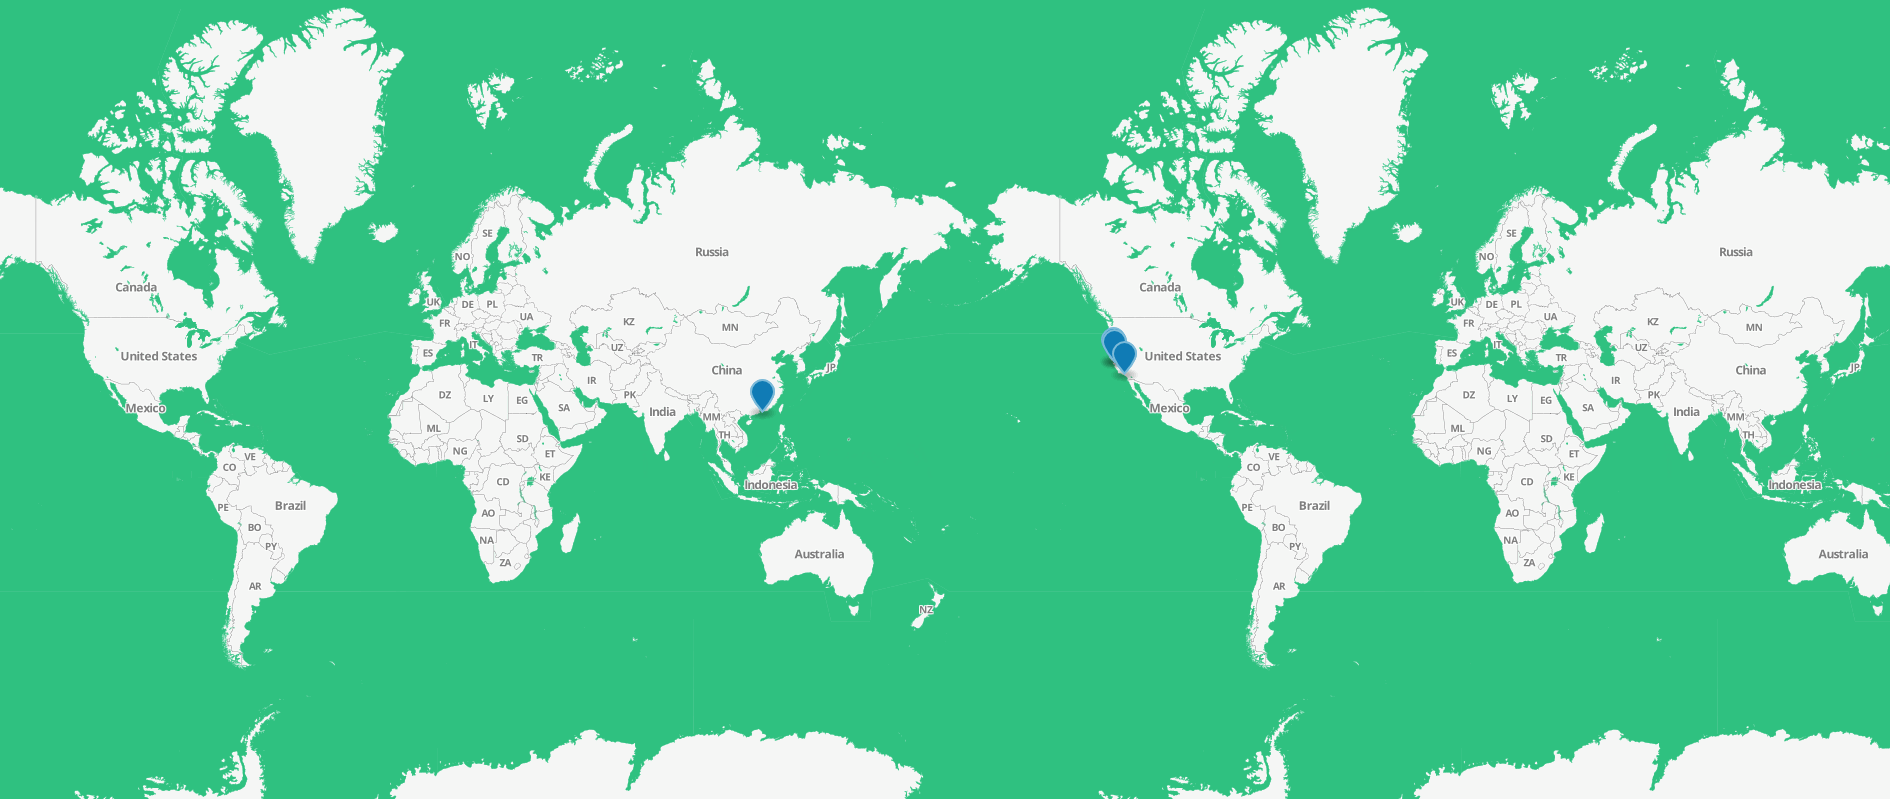 SE
NO
Russia
Canada
UK
DE
PL
FR
UA
KZ
MN
ES
IT
TR
UZ
United States
China
JP
IR
PK
DZ
LY
EG
SA
India
MM
TH
Mexico
ML
SD
NG
ET
CD
KE
VE
CO
Indonesia
PE
Brazil
AO
BO
NA
PY
ZA
AR
Australia
NZ
Canada
United States
Mexico
VE
CO
PE
Brazil
BO
PY
AR
SE
NO
Russia
UK
DE
PL
FR
UA
KZ
MN
ES
IT
TR
UZ
China
JP
IR
PK
DZ
LY
EG
SA
India
MM
TH
ML
SD
NG
ET
CD
KE
Indonesia
AO
NA
ZA
Australia